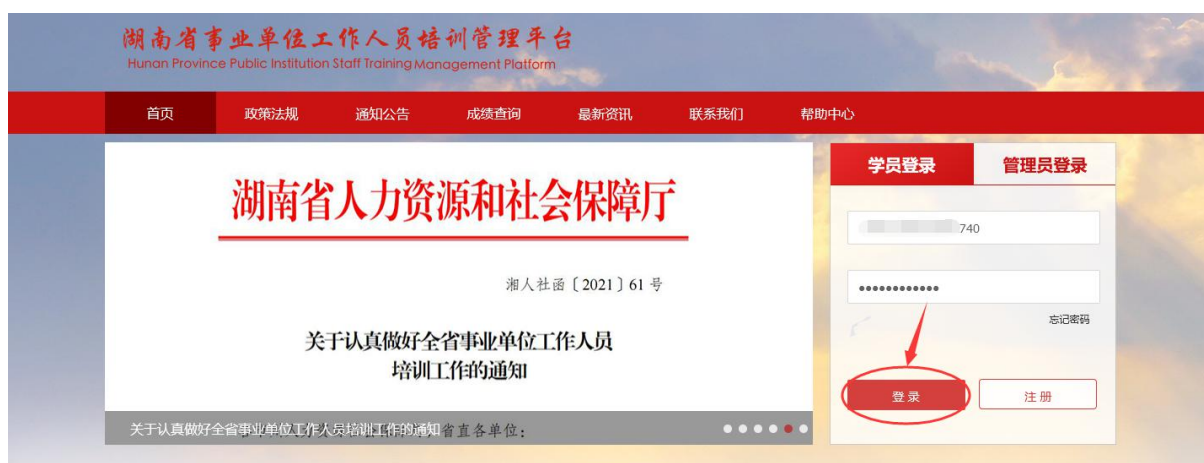 湖南省事业单位工作人员培训管理平台
Hunan Province Public Institution Staff Training Management Platform
首页 政策法规 通知公告 成绩查询 最新资讯 联系我们 帮助中心
湖南省人力资源和社会保障厅
湘人社函〔2021〕61号
关于认真做好全省事业单位工作人员
培训工作的通知
省直各单位：
关于认真做好全省事业单位工作人员培训工作的通知
学员登录 管理员登录
740
忘记密码
登录 注册